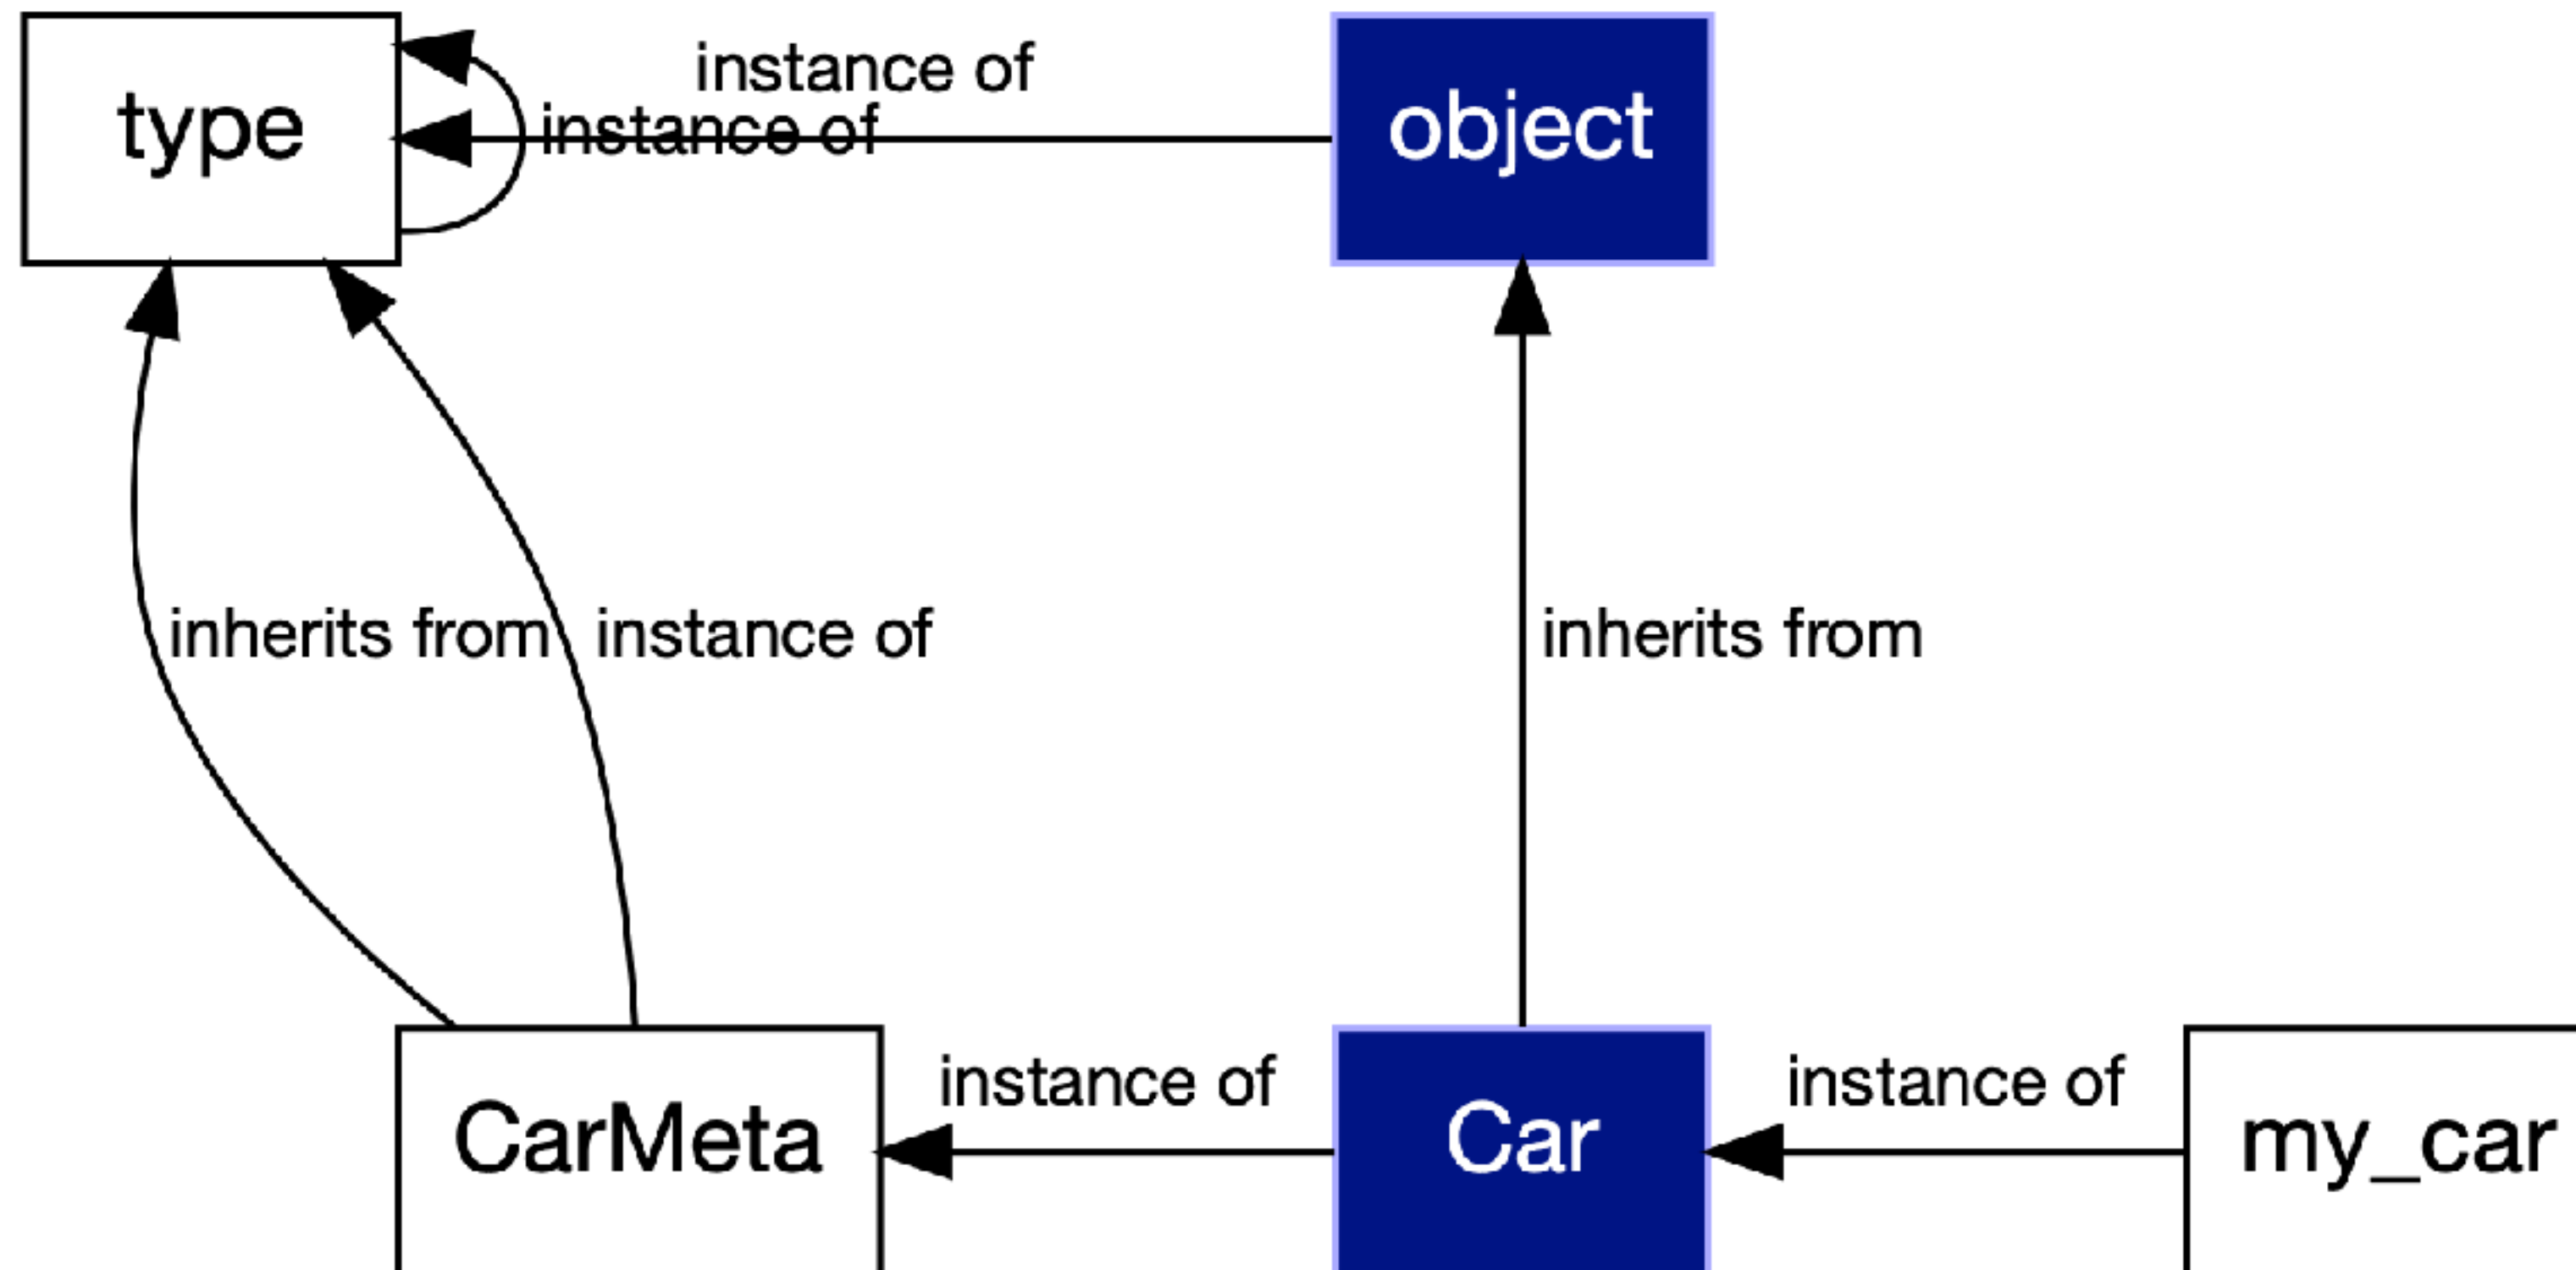 instance of
type
instance of
object
inherits from
instance of
inherits from
instance of
instance of
CarMeta
Car
my_car